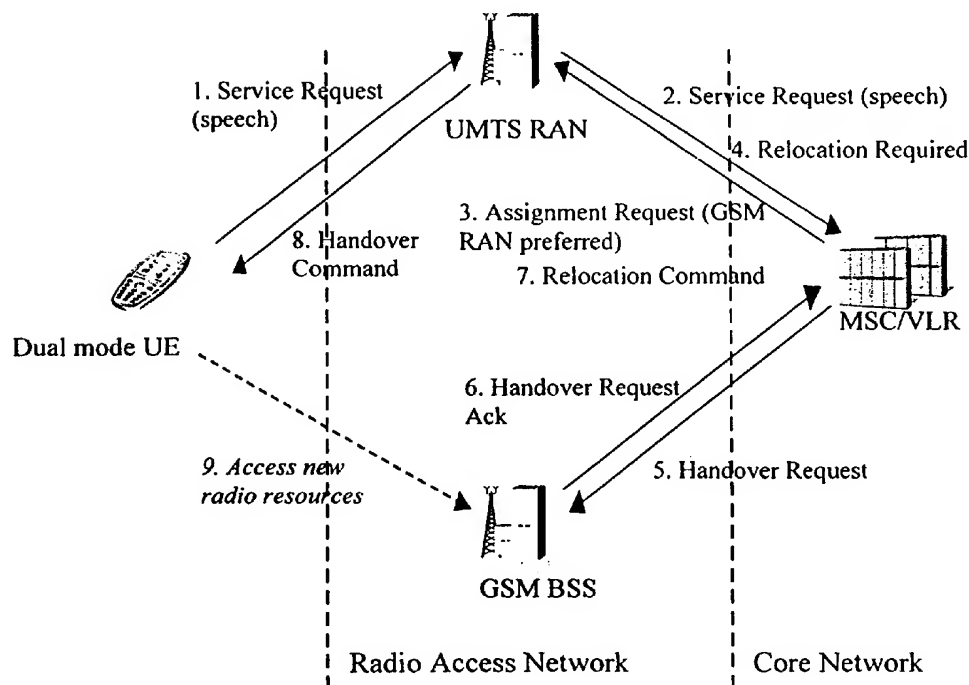 1. Service Request
(speech)
UMTS RAN
2. Service Request (speech)
4. Relocation Required
3. Assignment Request (GSM
RAN preferred)
7. Relocation Command
8. Handover
Command
MSC/VLR
Dual mode UE
6. Handover Request
Ack
9. Access new
radio resources
5. Handover Request
GSM BSS
Radio Access Network
Core Network